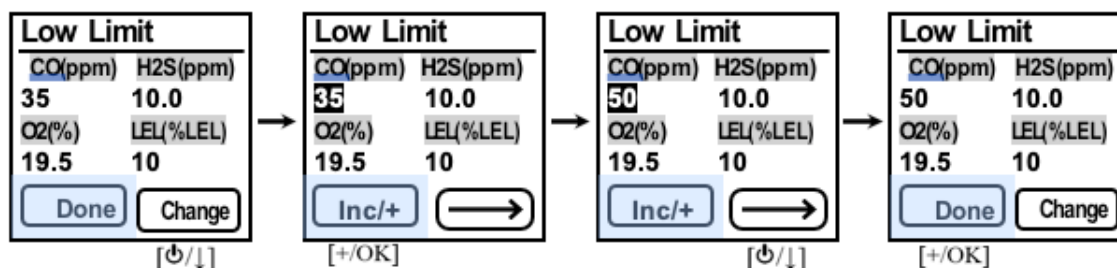 Low Limit
CO(ppm) H2S(ppm)
35 10.0
O2(%) LEL(%LEL)
19.5 10
Done Change
[⏻/↓]
Low Limit
CO(ppm) H2S(ppm)
35 10.0
O2(%) LEL(%LEL)
19.5 10
Inc/+ →
[+/OK]
Low Limit
CO(ppm) H2S(ppm)
50 10.0
O2(%) LEL(%LEL)
19.5 10
Inc/+ →
[⏻/↓]
Low Limit
CO(ppm) H2S(ppm)
50 10.0
O2(%) LEL(%LEL)
19.5 10
Done Change
[+/OK]